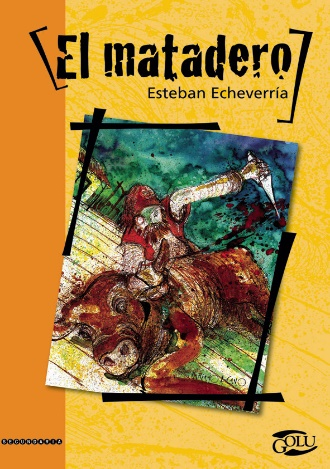 El matadero
Esteban Echeverría
SECUNDARIA
GOLU